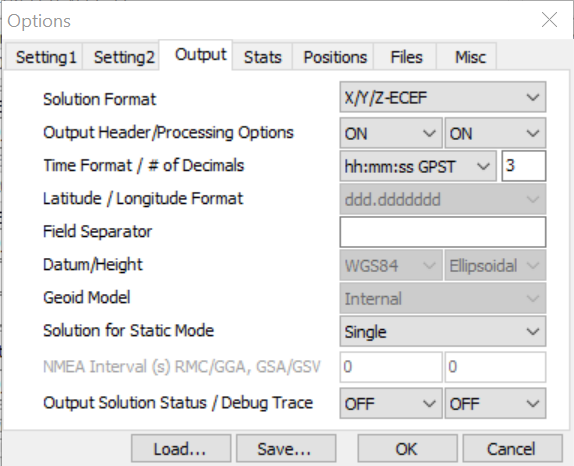 Options
Setting1 Setting2 Output Stats Positions Files Misc
Solution Format X/Y/Z-ECEF
Output Header/Processing Options ON ON
Time Format / # of Decimals hh:mm:ss GPST 3
Latitude / Longitude Format ddd.ddddddd
Field Separator
Datum/Height WGS84 Ellipsoidal
Geoid Model Internal
Solution for Static Mode Single
NMEA Interval (s) RMC/GGA, GSA/GSV 0 0
Output Solution Status / Debug Trace OFF OFF
Load... Save... OK Cancel